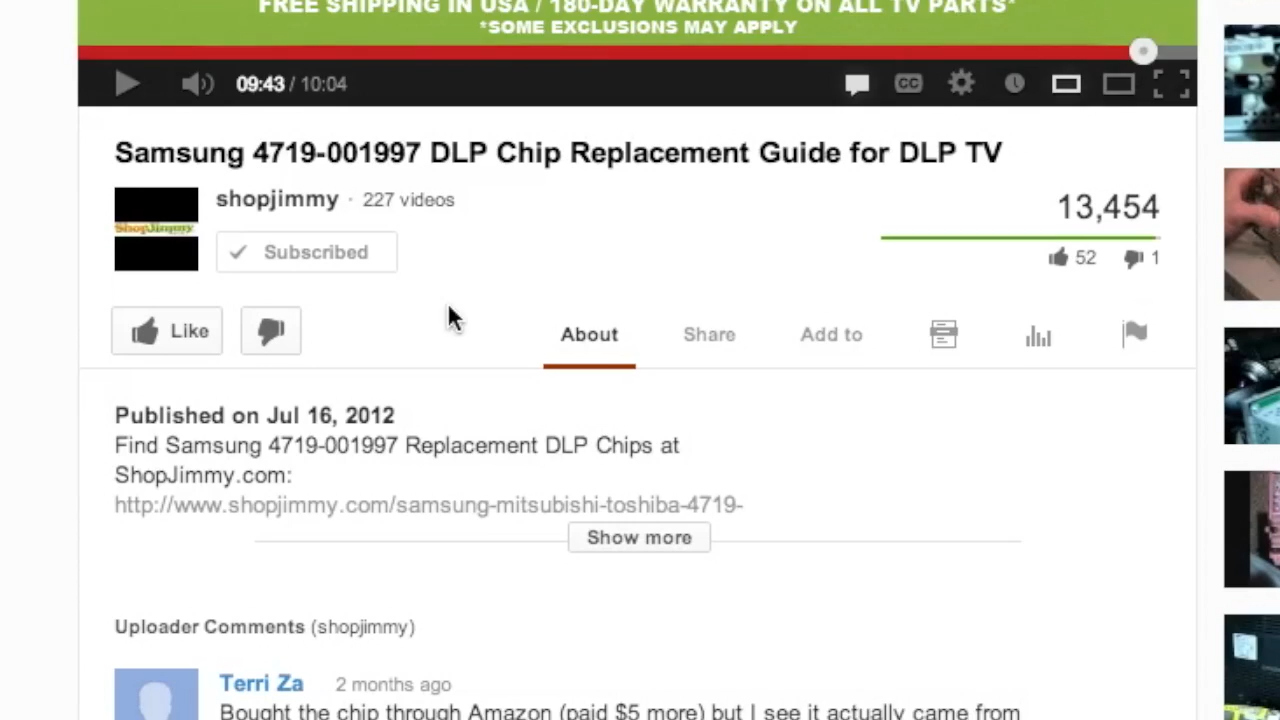 FREE SHIPPING IN USA / 180-DAY WARRANTY ON ALL TV PARTS*
*SOME EXCLUSIONS MAY APPLY
09:43 / 10:04
CC
Samsung 4719-001997 DLP Chip Replacement Guide for DLP TV
shopjimmy · 227 videos
ShopJimmy
Subscribed
13,454
52 1
Like
About Share Add to
Published on Jul 16, 2012
Find Samsung 4719-001997 Replacement DLP Chips at
ShopJimmy.com:
http://www.shopjimmy.com/samsung-mitsubishi-toshiba-4719-
Show more
Uploader Comments (shopjimmy)
Terri Za 2 months ago
Bought the chip through Amazon (paid $5 more) but I see it actually came from